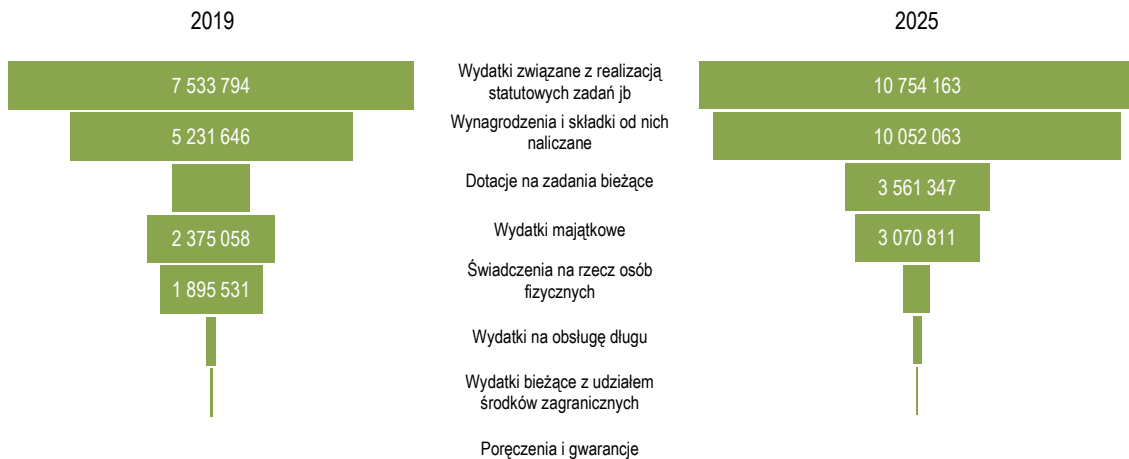 2019
2025
7 533 794
Wydatki związane z realizacją
statutowych zadań jb
10 754 163
5 231 646
Wynagrodzenia i składki od nich
naliczane
10 052 063
Dotacje na zadania bieżące
3 561 347
2 375 058
Wydatki majątkowe
3 070 811
1 895 531
Świadczenia na rzecz osób
fizycznych
Wydatki na obsługę długu
Wydatki bieżące z udziałem
środków zagranicznych
Poręczenia i gwarancje